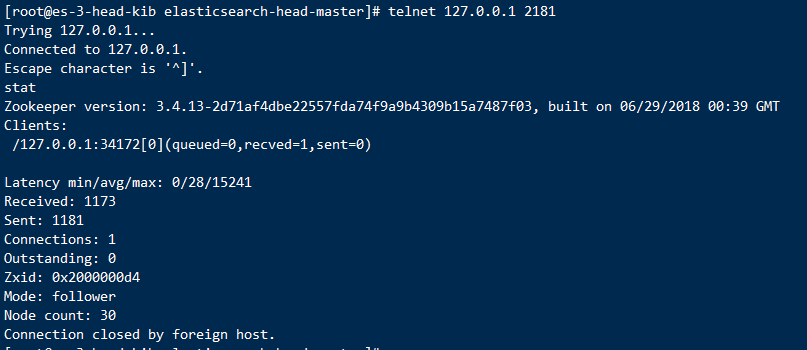 [root@es-3-head-kib elasticsearch-head-master]# telnet 127.0.0.1 2181
Trying 127.0.0.1...
Connected to 127.0.0.1.
Escape character is '^]'.
stat
Zookeeper version: 3.4.13-2d71af4dbe22557fda74f9a9b4309b15a7487f03, built on 06/29/2018 00:39 GMT
Clients:
 /127.0.0.1:34172[0](queued=0,recved=1,sent=0)

Latency min/avg/max: 0/28/15241
Received: 1173
Sent: 1181
Connections: 1
Outstanding: 0
Zxid: 0x2000000d4
Mode: follower
Node count: 30
Connection closed by foreign host.